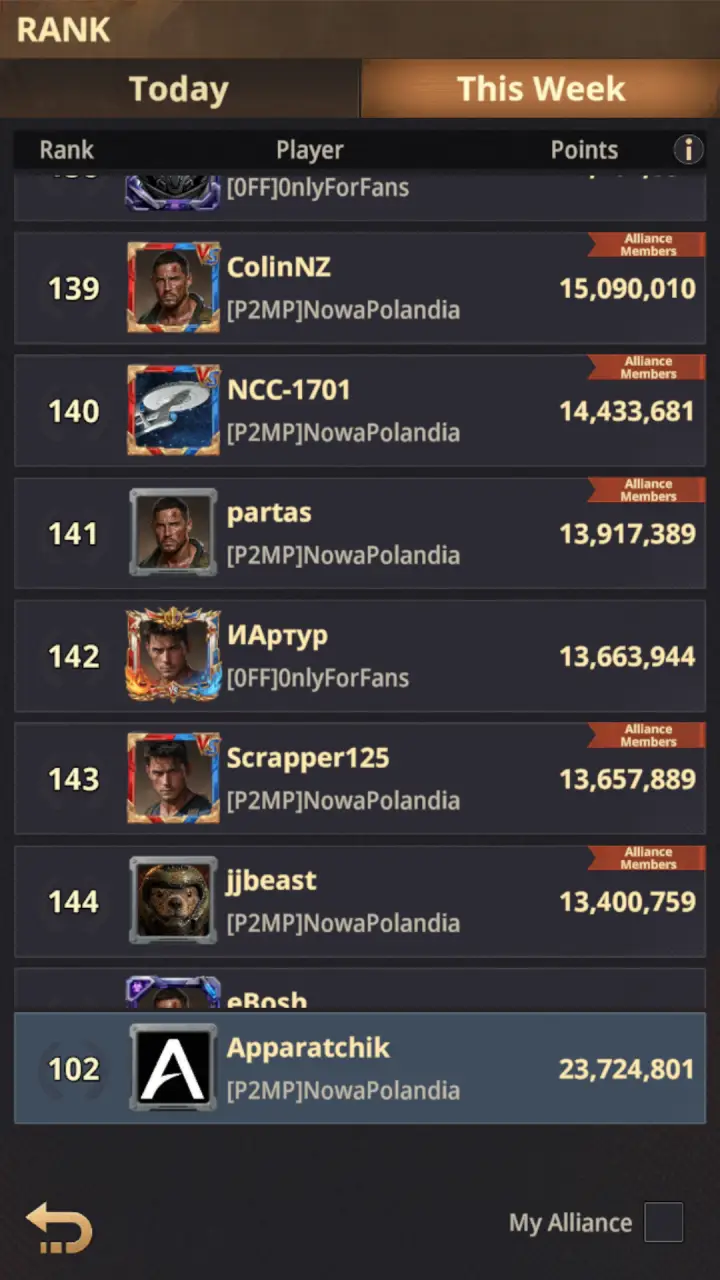 RANK
Today
This Week
Rank
Player
Points
[OFF]0nlyForFans
Alliance
Members
139
ColinNZ
15,090,010
[P2MP]NowaPolandia
Alliance
Members
140
NCC-1701
14,433,681
[P2MP]NowaPolandia
Alliance
Members
141
partas
13,917,389
[P2MP]NowaPolandia
142
ИАртур
13,663,944
[0FF]0nlyForFans
Alliance
Members
143
Scrapper125
13,657,889
[P2MP]NowaPolandia
Alliance
Members
144
jjbeast
13,400,759
[P2MP]NowaPolandia
eBosh
102
Apparatchik
23,724,801
[P2MP]NowaPolandia
My Alliance